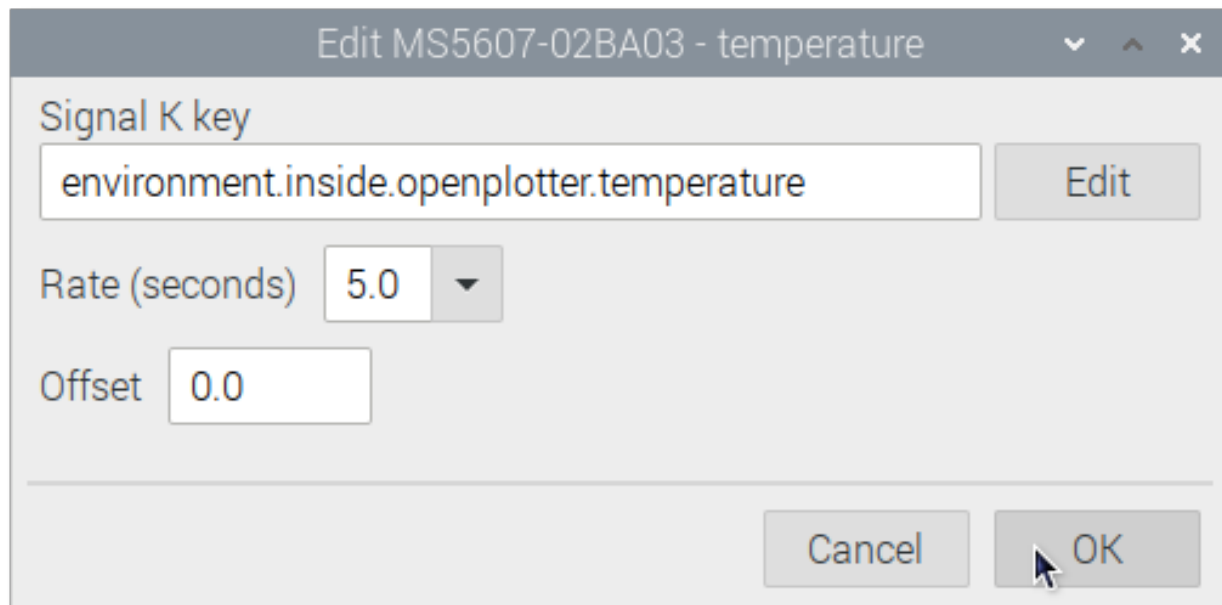 Edit MS5607-02BA03 - temperature
Signal K key
environment.inside.openplotter.temperature Edit
Rate (seconds) 5.0
Offset 0.0
Cancel OK